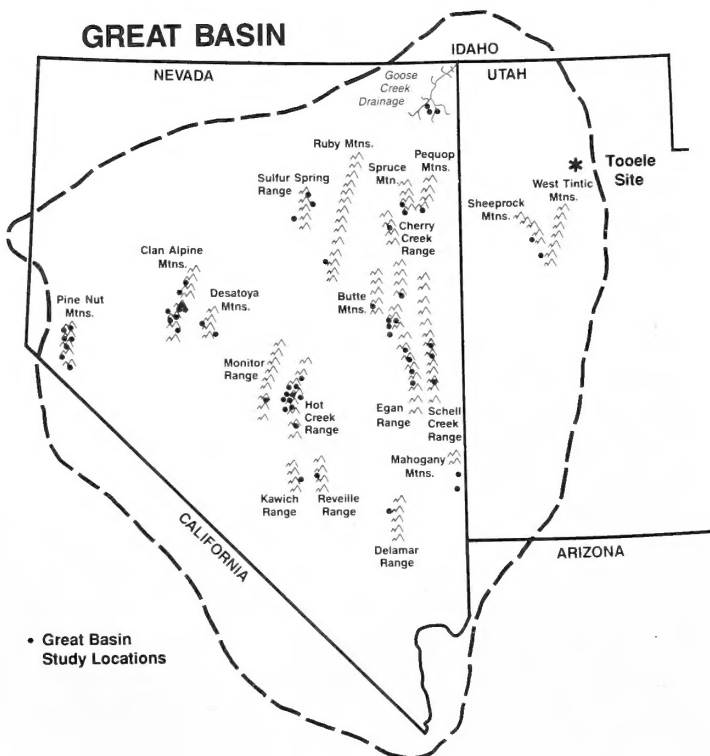 GREAT BASIN
IDAHO
NEVADA
UTAH
Goose
Creek
Drainage
Ruby Mtns.
Pequop
Mtns.
Sulfur Spring
Range
Spruce
Mtn.
Tooele
Site
West Tintic
Mtns.
Sheeprock
Mtns.
Cherry
Creek
Range
Clan Alpine
Mtns.
Desatoya
Mtns.
Pine Nut
Mtns.
Butte
Mtns.
Monitor
Range
Hot
Creek
Range
Egan
Range
Schell
Creek
Range
Mahogany
Mtns.
Kawich
Range
Reveille
Range
Delamar
Range
CALIFORNIA
ARIZONA
• Great Basin
Study Locations